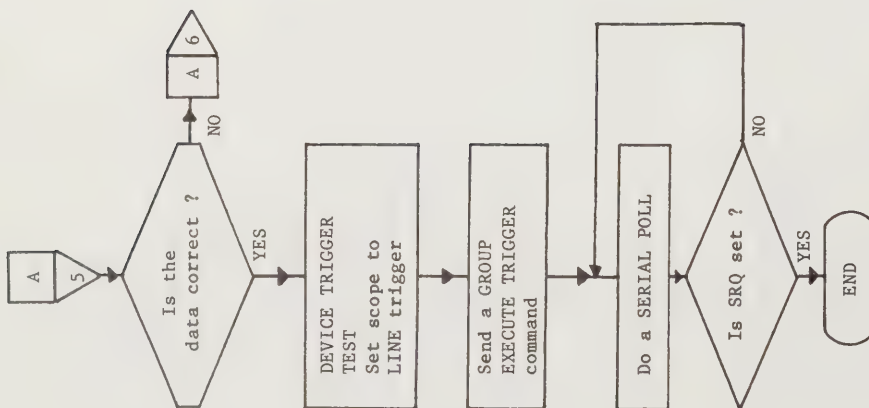 A
5
Is the
data correct ?
NO
A
6
YES
DEVICE TRIGGER
TEST
Set scope to
LINE trigger
Send a GROUP
EXECUTE TRIGGER
command
Do a SERIAL POLL
Is SRQ set ?
NO
YES
END